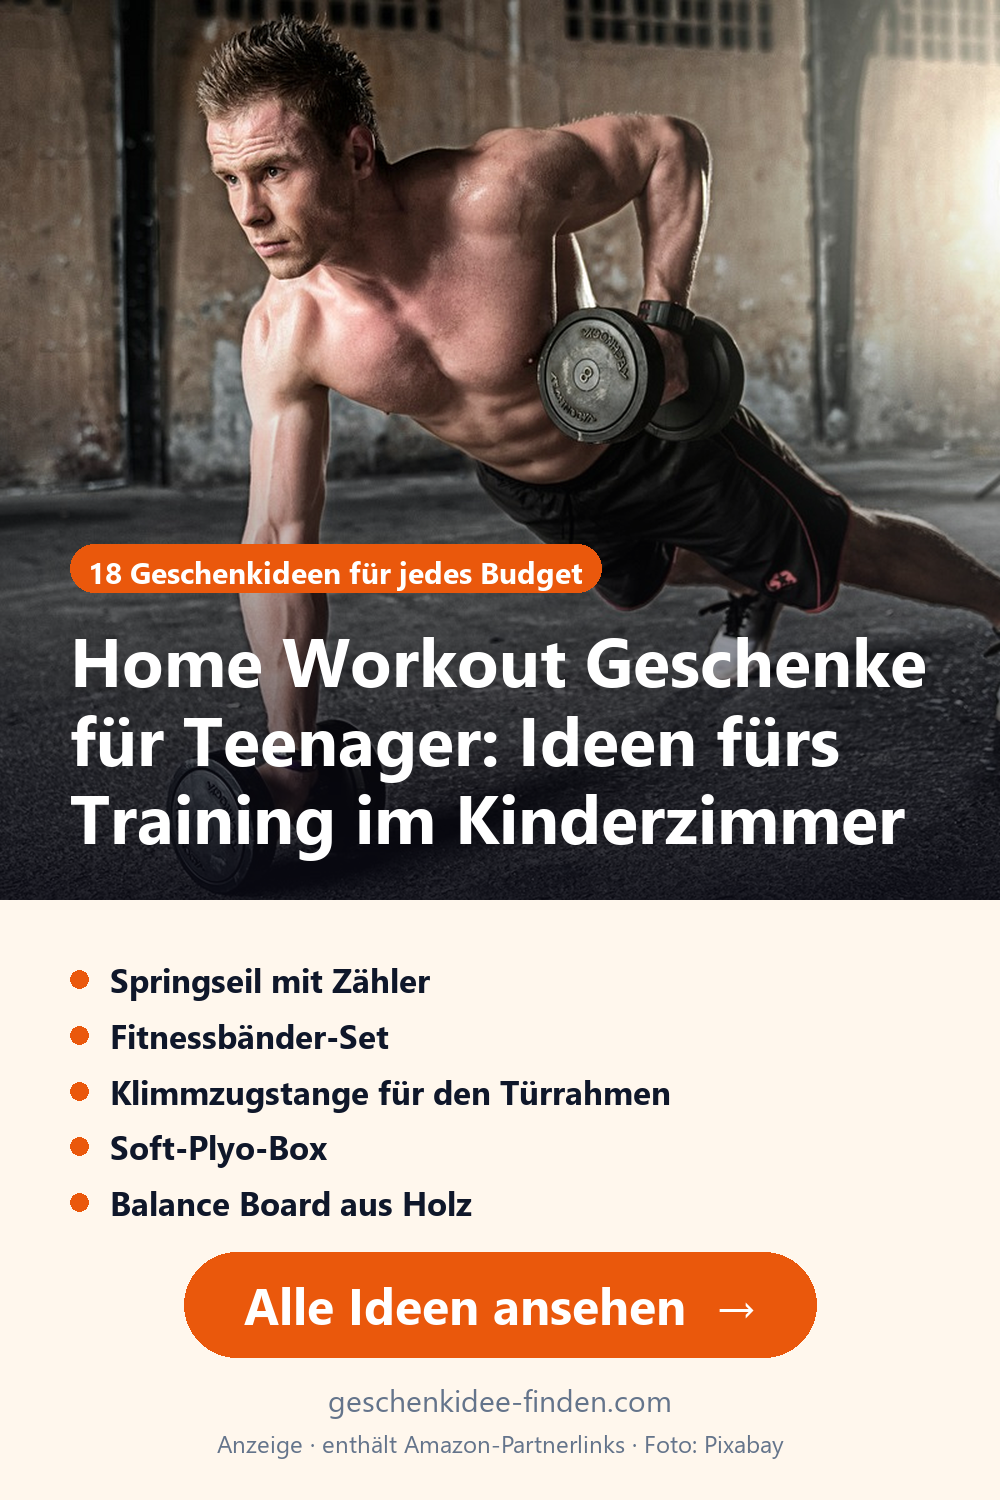 18 Geschenkideen für jedes Budget
Home Workout Geschenke
für Teenager: Ideen fürs
Training im Kinderzimmer
Springseil mit Zähler
Fitnessbänder-Set
Klimmzugstange für den Türrahmen
Soft-Plyo-Box
Balance Board aus Holz
Alle Ideen ansehen →
geschenkidee-finden.com
Anzeige · enthält Amazon-Partnerlinks · Foto: Pixabay